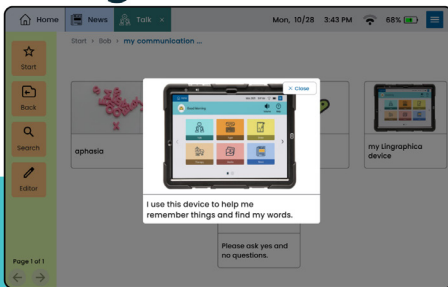 Home
News
Talk ×
Mon, 10/28 3:43 PM
68%
Start > Bob > my communication ...
Start
Back
Search
Editor
Page 1 of 1
× Close
aphasia
my Lingraphica
device
I use this device to help me
remember things and find my words.
Please ask yes and
no questions.